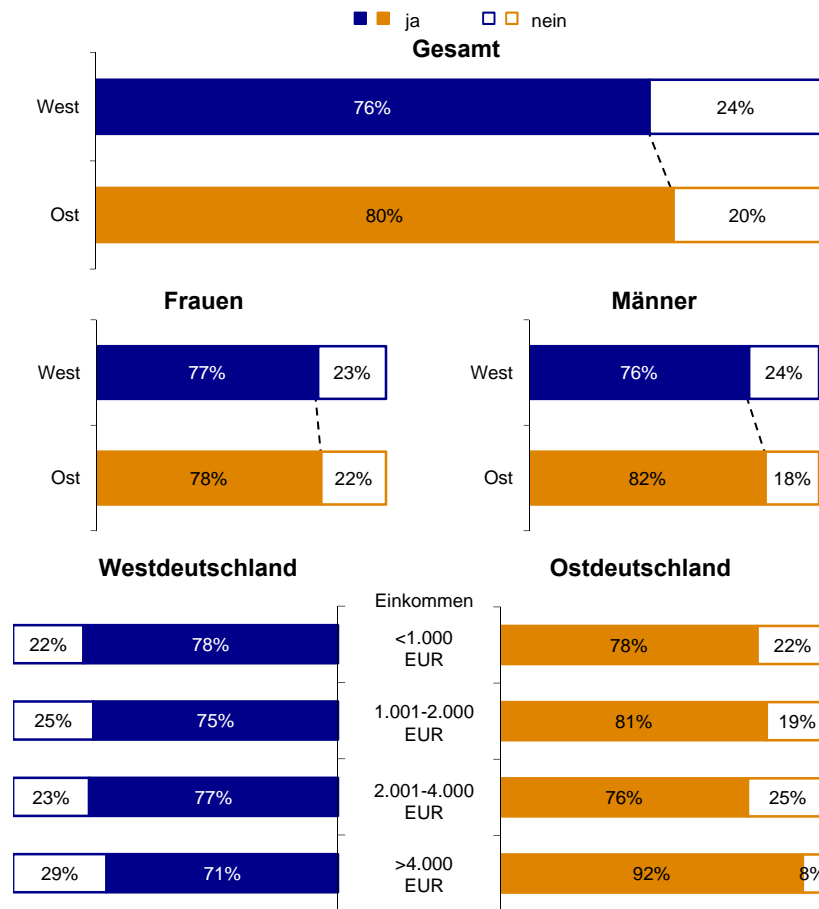 ja nein
Gesamt
West 76% 24%
Ost 80% 20%
Frauen Männer
West 77% 23% West 76% 24%
Ost 78% 22% Ost 82% 18%
Westdeutschland Ostdeutschland
Einkommen
22% 78% <1.000 78% 22%
EUR
25% 75% 1.001-2.000 81% 19%
EUR
23% 77% 2.001-4.000 76% 25%
EUR
29% 71% >4.000 92% 8%
EUR